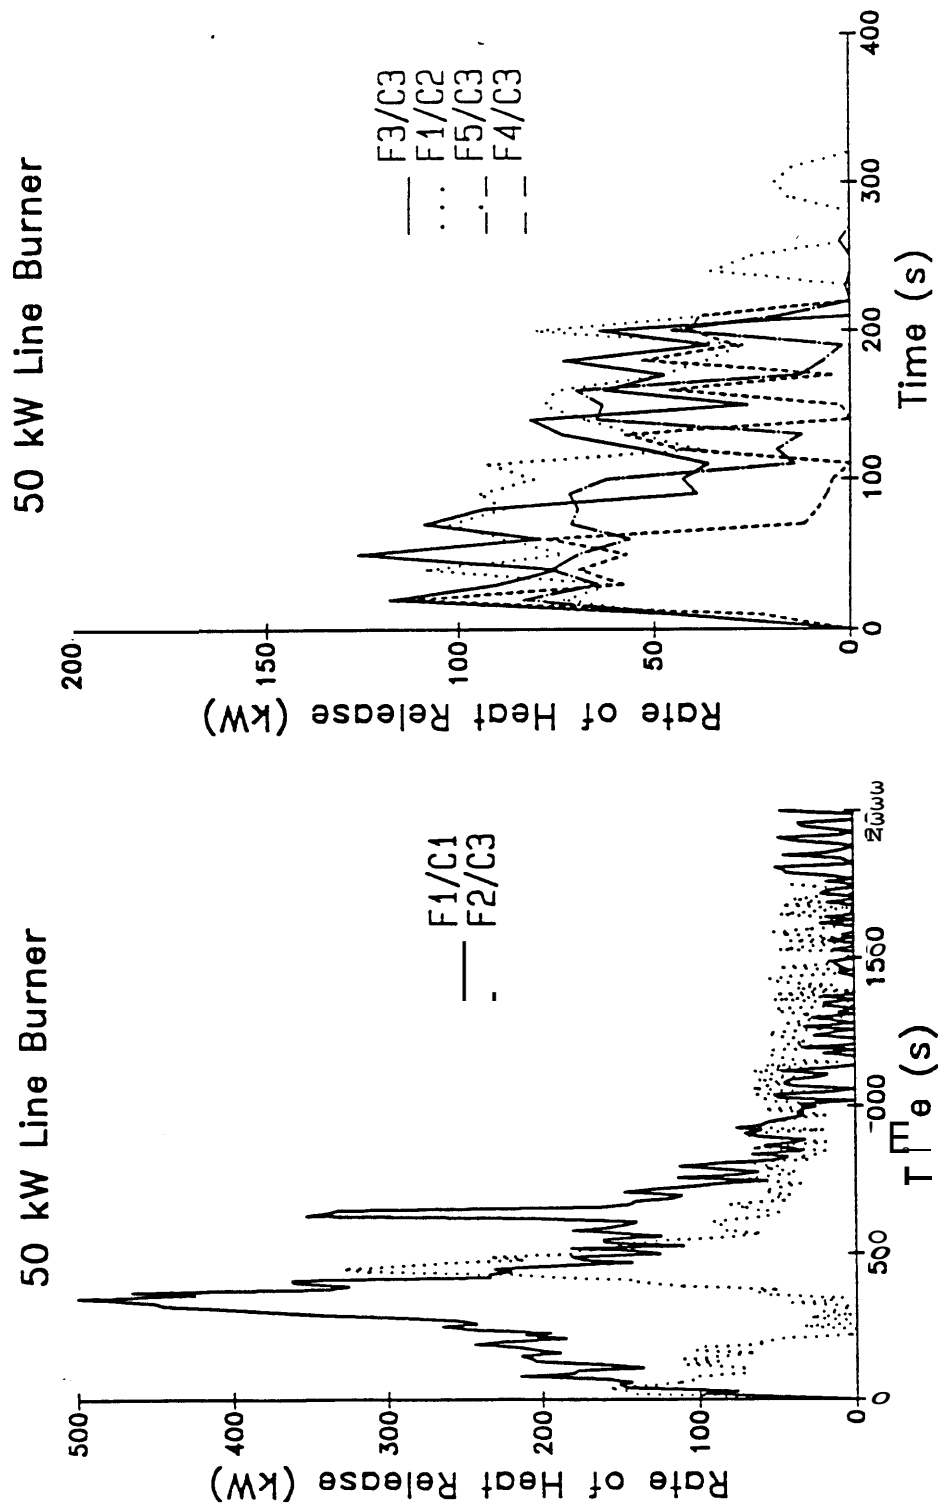 50 kW Line Burner
Rate of Heat Release (kW)
500
400
300
200
100
0
F1/C1
F2/C3
0
500
1500
(s)
50 kW Line Burner
Rate of Heat Release (kW)
200
150
100
50
0
F3/C3
F1/C2
F5/C3
F4/C3
0
100
200
300
400
Time (s)